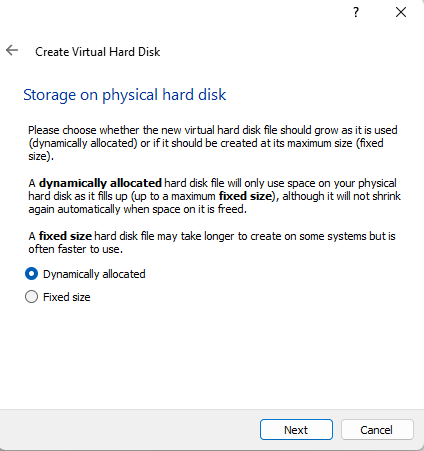 ?
Create Virtual Hard Disk
Storage on physical hard disk
Please choose whether the new virtual hard disk file should grow as it is used
(dynamically allocated) or if it should be created at its maximum size (fixed
size).
A dynamically allocated hard disk file will only use space on your physical
hard disk as it fills up (up to a maximum fixed size), although it will not shrink
again automatically when space on it is freed.
A fixed size hard disk file may take longer to create on some systems but is
often faster to use.
Dynamically allocated
Fixed size
Next Cancel